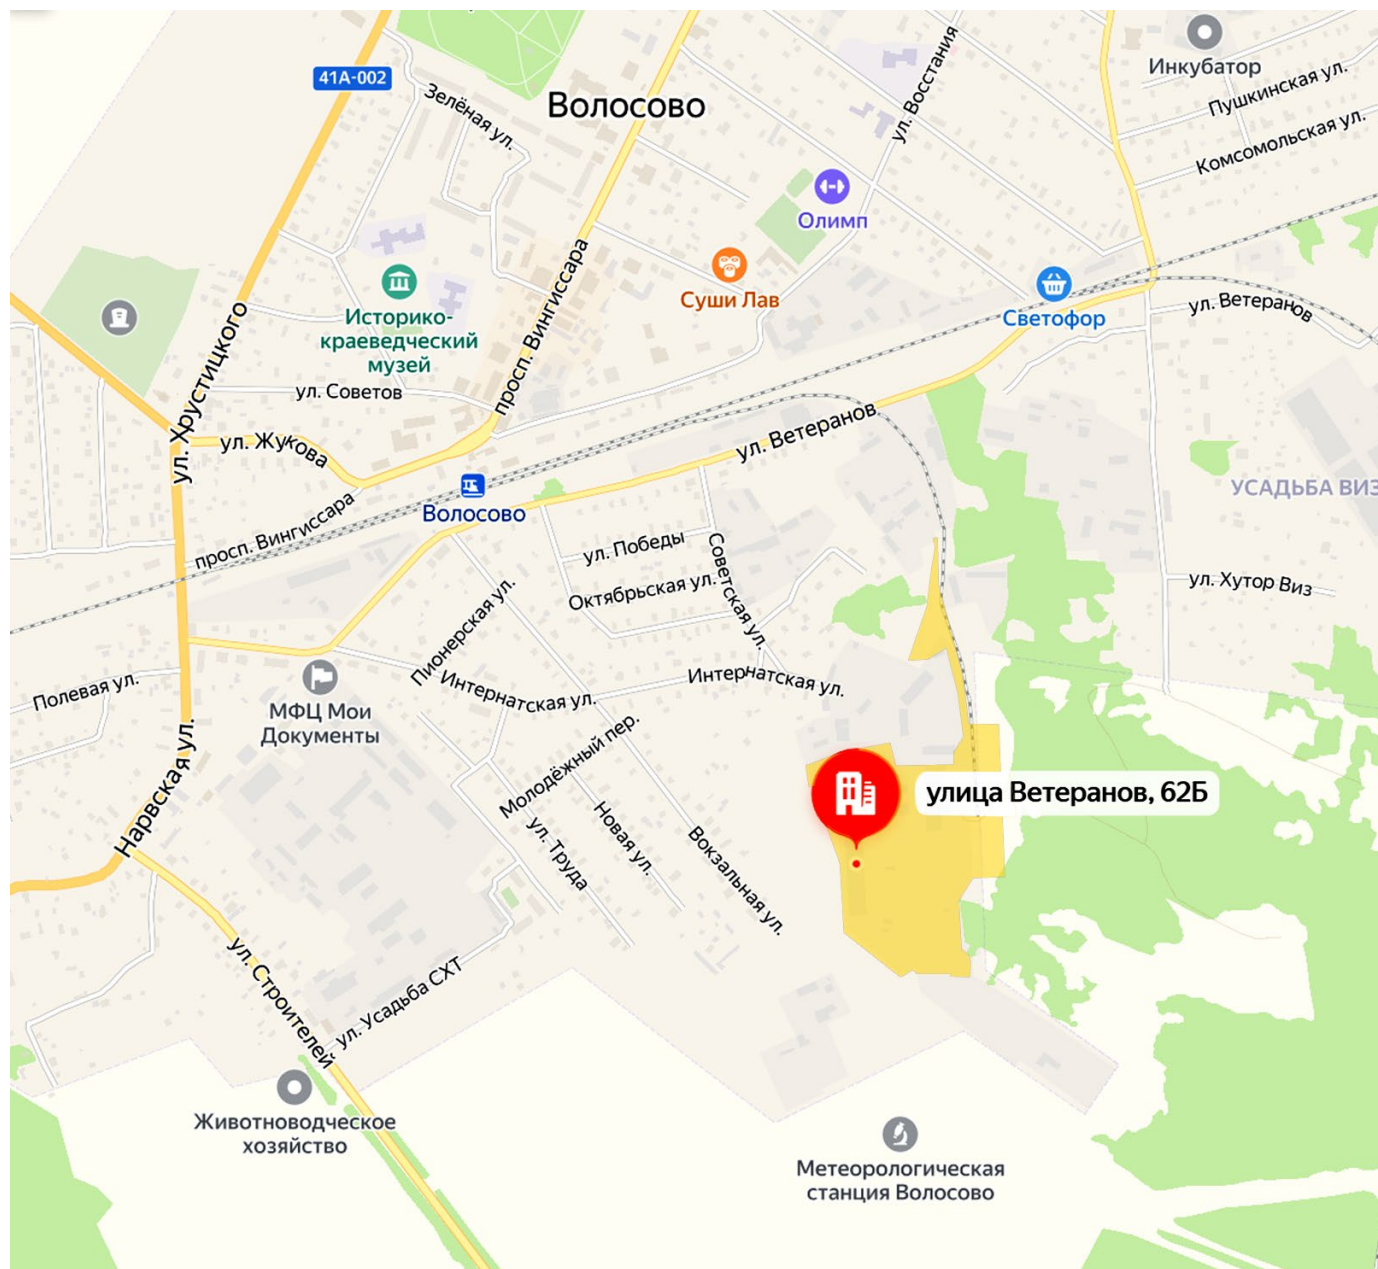 Инкубатор
Пушкинская ул.
Комсомольская ул.
41А-002
Зелёная ул.
Волосово
ул. Восстания
Олимп
Суши Лав
Светофор
ул. Ветеранов
Историко-
краеведческий
музей
просп. Вингиссара
ул. Хрустицкого
ул. Советов
ул. Жукова
ул. Ветеранов
Волосово
просп. Вингиссара
УСАДЬБА ВИЗ
ул. Победы
Советская ул.
Октябрьская ул.
ул. Хутор Виз
Пионерская ул.
Полевая ул.
Интернатская ул.
Интернатская ул.
МФЦ Мои
Документы
Нарвская ул.
Молодёжный пер.
улица Ветеранов, 62Б
ул. Труда
Новая ул.
Вокзальная ул.
ул. Строителей
ул. Усадьба СХТ
Животноводческое
хозяйство
Метеорологическая
станция Волосово